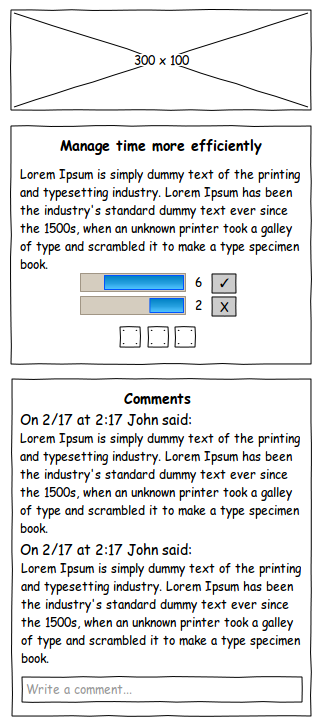 300 x 100
Manage time more efficiently
Lorem Ipsum is simply dummy text of the printing
and typesetting industry. Lorem Ipsum has been
the industry's standard dummy text ever since
the 1500s, when an unknown printer took a galley
of type and scrambled it to make a type specimen
book.
6 ✓
2 X
Comments
On 2/17 at 2:17 John said:
Lorem Ipsum is simply dummy text of the printing
and typesetting industry. Lorem Ipsum has been
the industry's standard dummy text ever since
the 1500s, when an unknown printer took a galley
of type and scrambled it to make a type specimen
book.
On 2/17 at 2:17 John said:
Lorem Ipsum is simply dummy text of the printing
and typesetting industry. Lorem Ipsum has been
the industry's standard dummy text ever since
the 1500s, when an unknown printer took a galley
of type and scrambled it to make a type specimen
book.
Write a comment...